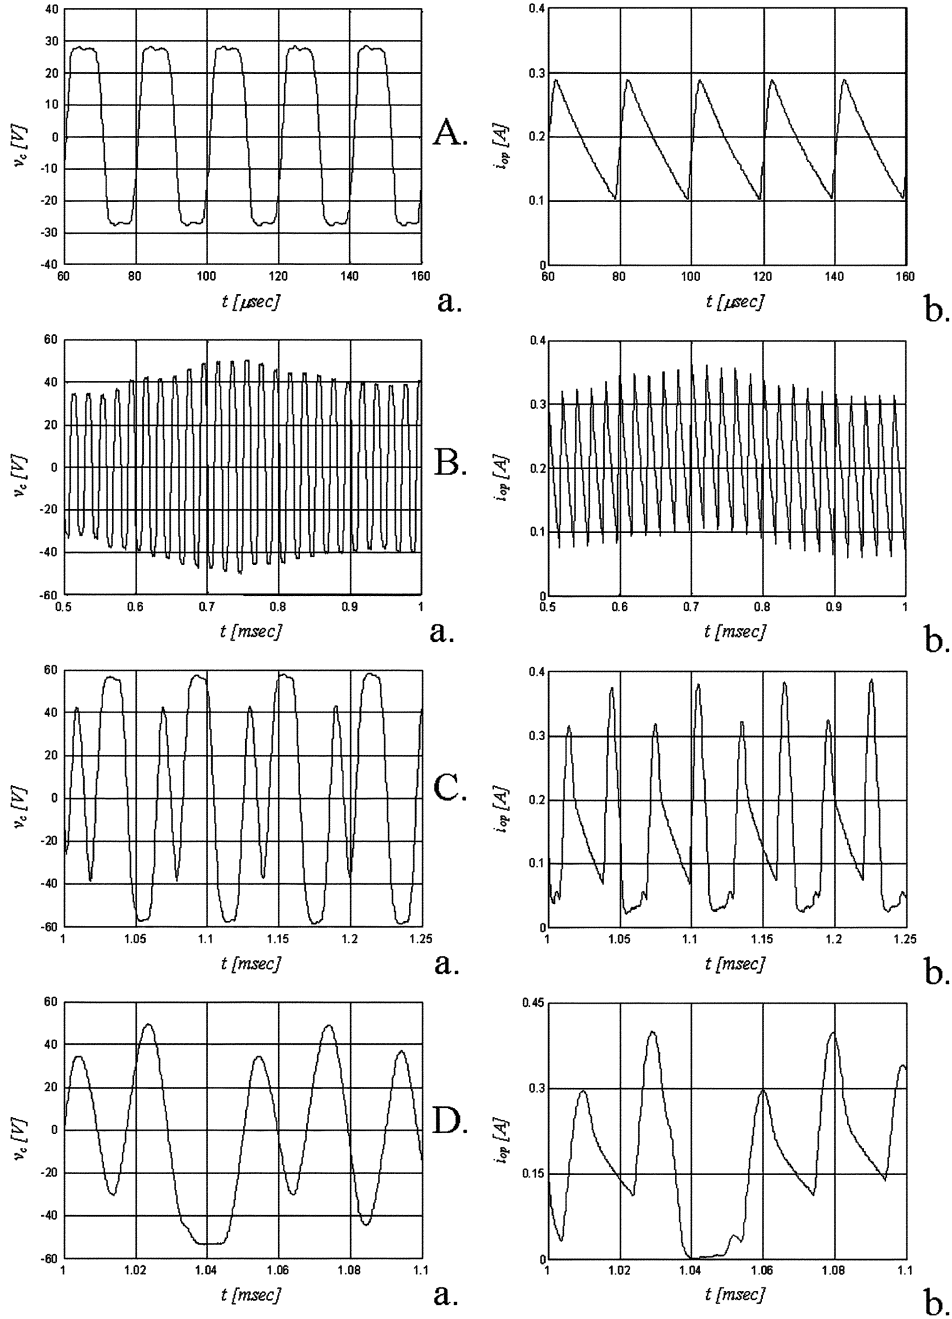 40
30
20
10
0
-10
-20
-30
-40
v_c [V]
60 80 100 120 140 160
t [μsec]
a.
A.
0.4
0.3
0.2
0.1
0
i_op [A]
60 80 100 120 140 160
t [μsec]
b.
60
40
20
0
-20
-40
-60
v_c [V]
0.5 0.6 0.7 0.8 0.9 1
t [msec]
a.
B.
0.4
0.3
0.2
0.1
0
i_op [A]
0.5 0.6 0.7 0.8 0.9 1
t [msec]
b.
60
40
20
0
-20
-40
-60
v_c [V]
1 1.05 1.1 1.15 1.2 1.25
t [msec]
a.
C.
0.4
0.3
0.2
0.1
0
i_op [A]
1 1.05 1.1 1.15 1.2 1.25
t [msec]
b.
60
40
20
0
-20
-40
-60
v_c [V]
1 1.02 1.04 1.06 1.08 1.1
t [msec]
a.
D.
0.45
0.3
0.15
0
i_op [A]
1 1.02 1.04 1.06 1.08 1.1
t [msec]
b.